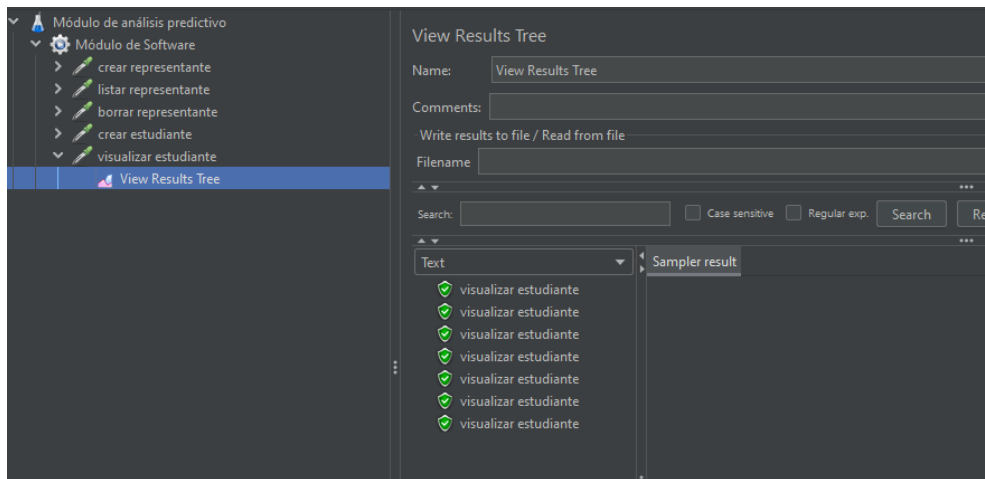 Módulo de análisis predictivo
Módulo de Software
crear representante
listar representante
borrar representante
crear estudiante
visualizar estudiante
View Results Tree
View Results Tree
Name: View Results Tree
Comments:
Write results to file / Read from file
Filename
Search: Case sensitive Regular exp. Search Re
Text Sampler result
visualizar estudiante
visualizar estudiante
visualizar estudiante
visualizar estudiante
visualizar estudiante
visualizar estudiante
visualizar estudiante